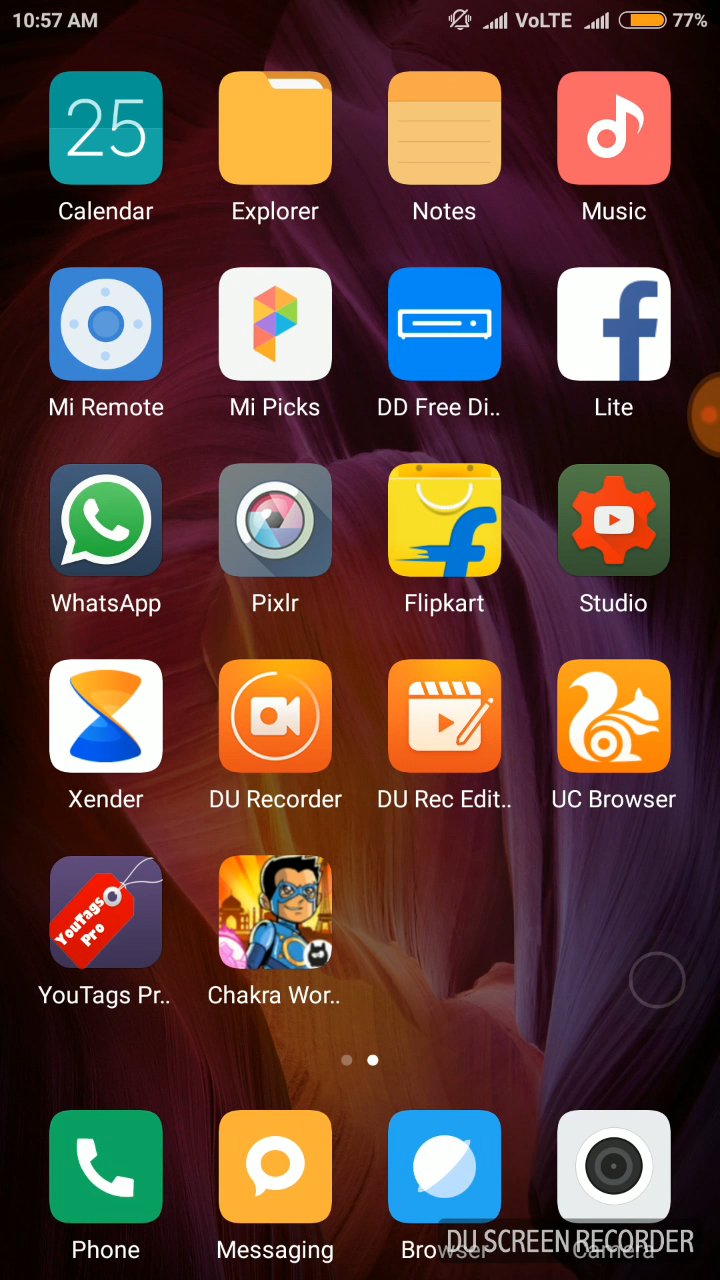 10:57 AM VoLTE 77%
25
Calendar Explorer Notes Music
Mi Remote Mi Picks DD Free Di.. Lite
WhatsApp Pixlr Flipkart Studio
Xender DU Recorder DU Rec Edit.. UC Browser
YouTags
Pro
YouTags Pr.. Chakra Wor..
Phone Messaging Browser Camera
DU SCREEN RECORDER